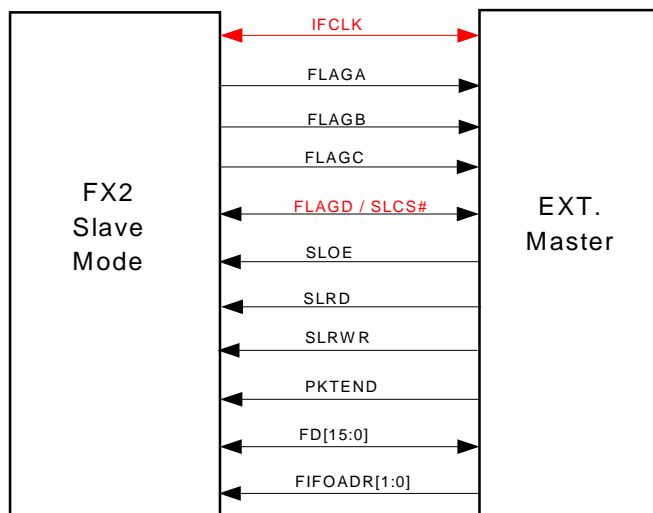 IFCLK
FLAGA
FLAGB
FLAGC
FX2
Slave
Mode
FLAGD / SLCS#
EXT.
Master
SLOE
SLRD
SLRWR
PKTEND
FD[15:0]
FIFOADR[1:0]